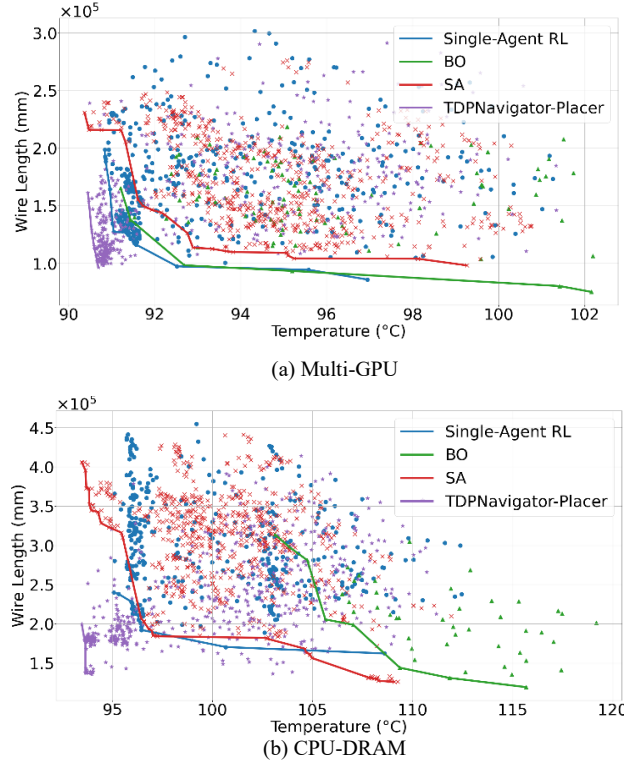 ×10⁵
3.0
2.5
2.0
1.5
1.0
Wire Length (mm)
Single-Agent RL
BO
SA
TDPNavigator-Placer
90 92 94 96 98 100 102
Temperature (°C)
(a) Multi-GPU
×10⁵
4.5
4.0
3.5
3.0
2.5
2.0
1.5
Wire Length (mm)
Single-Agent RL
BO
SA
TDPNavigator-Placer
95 100 105 110 115 120
Temperature (°C)
(b) CPU-DRAM